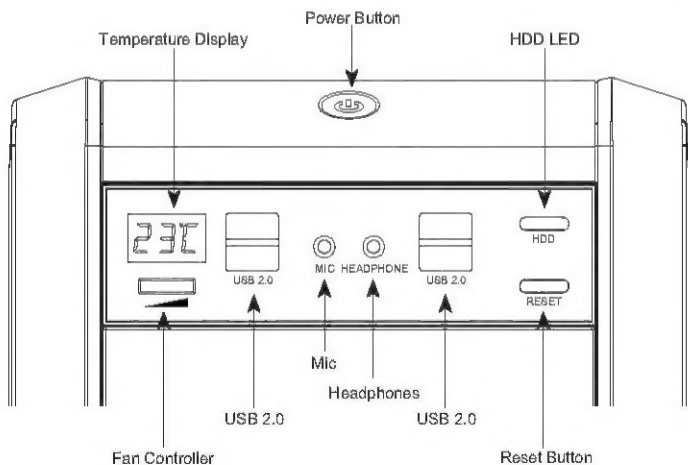 Power Button
Temperature Display
HDD LED
23C
HDD
MIC HEADPHONE
USB 2.0
USB 2.0
RESET
Mic
Headphones
USB 2.0
USB 2.0
Fan Controller
Reset Button